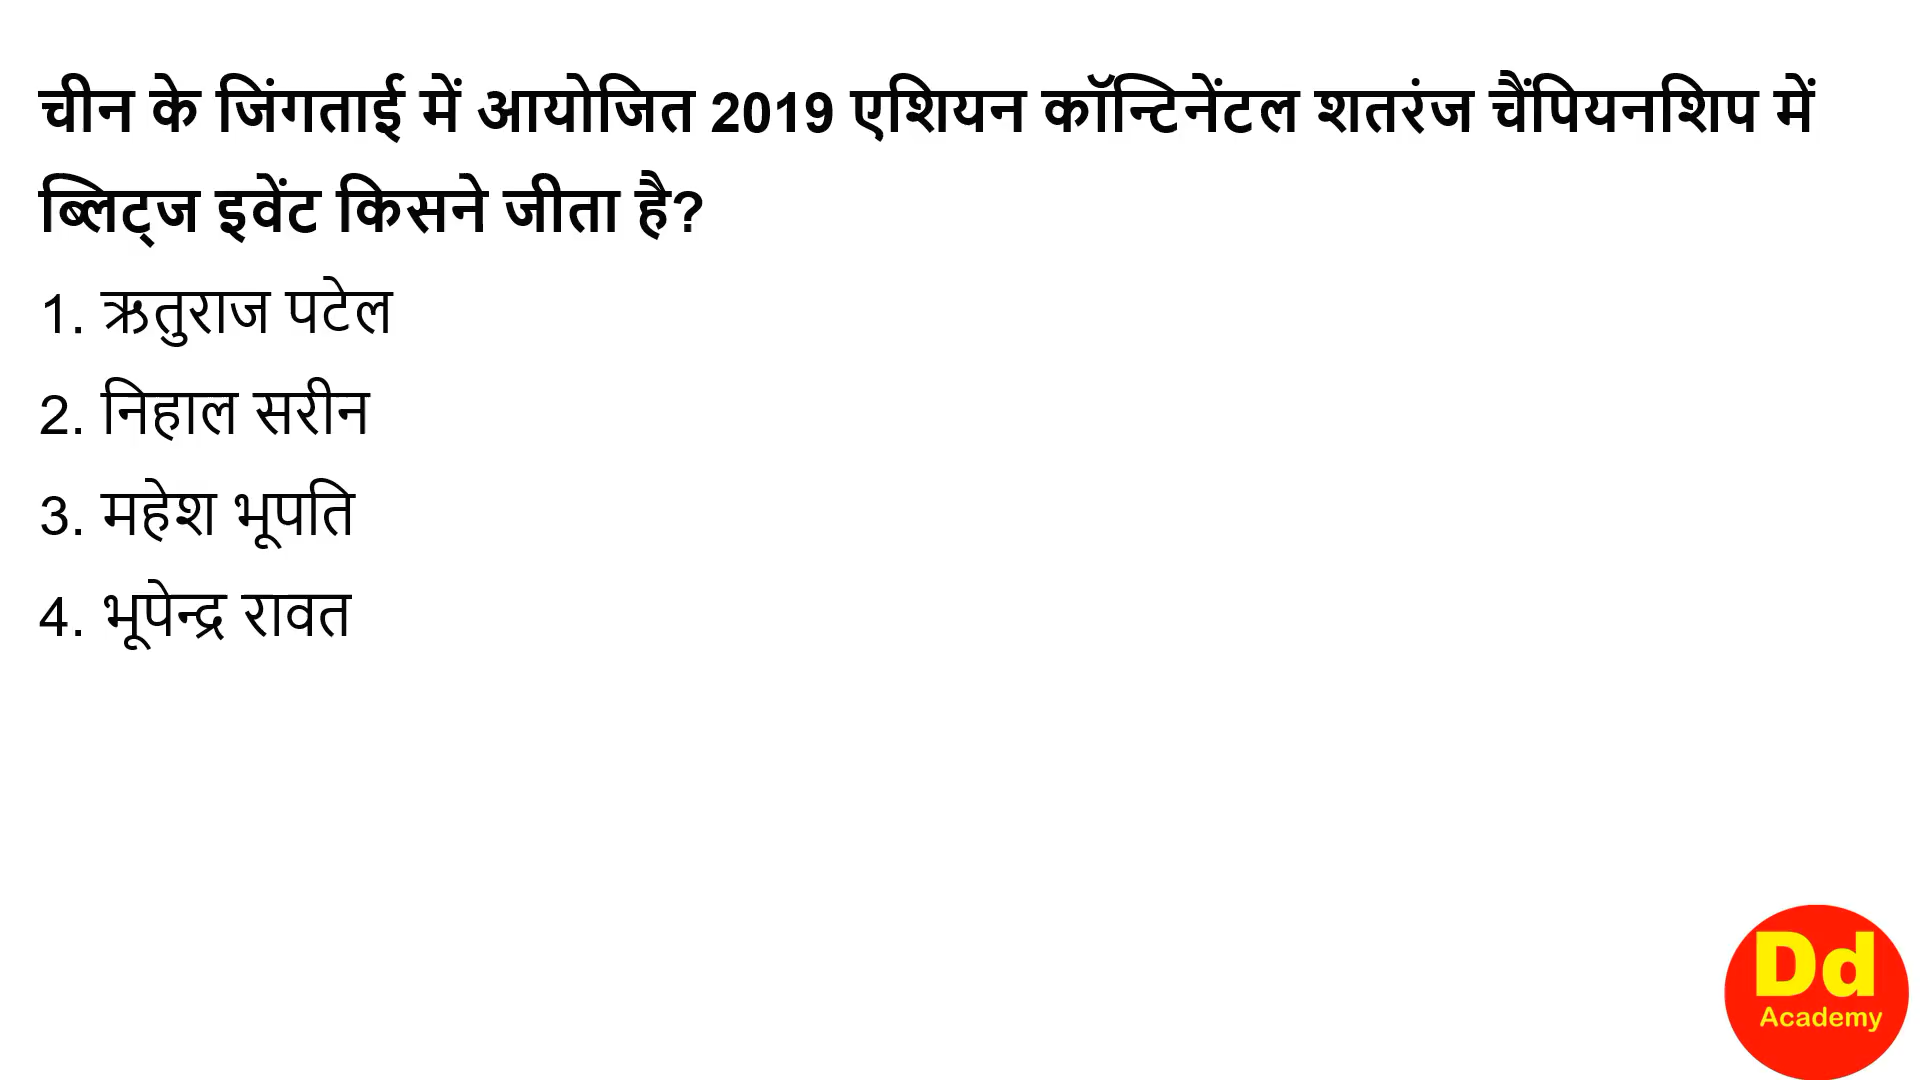 चीन के जिंगताई में आयोजित 2019 एशियन कॉन्टिनेंटल शतरंज चैंपियनशिप में
ब्लिट्ज इवेंट किसने जीता है?
1. ऋतुराज पटेल
2. निहाल सरीन
3. महेश भूपति
4. भूपेन्द्र रावत
Dd
Academy